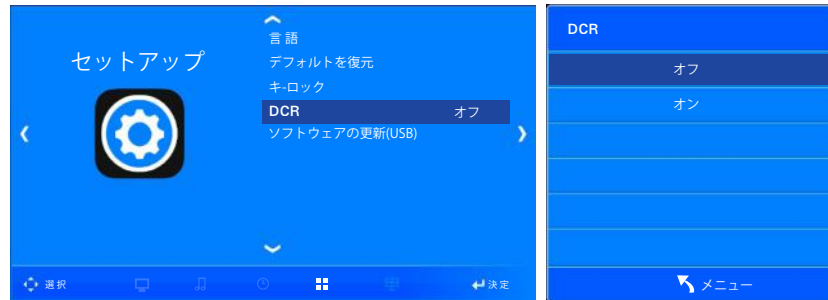 セットアップ
言語
デフォルトを復元
キ-ロック
DCR オフ
ソフトウェアの更新(USB)
選択
決定
DCR
オフ
オン
メニュー